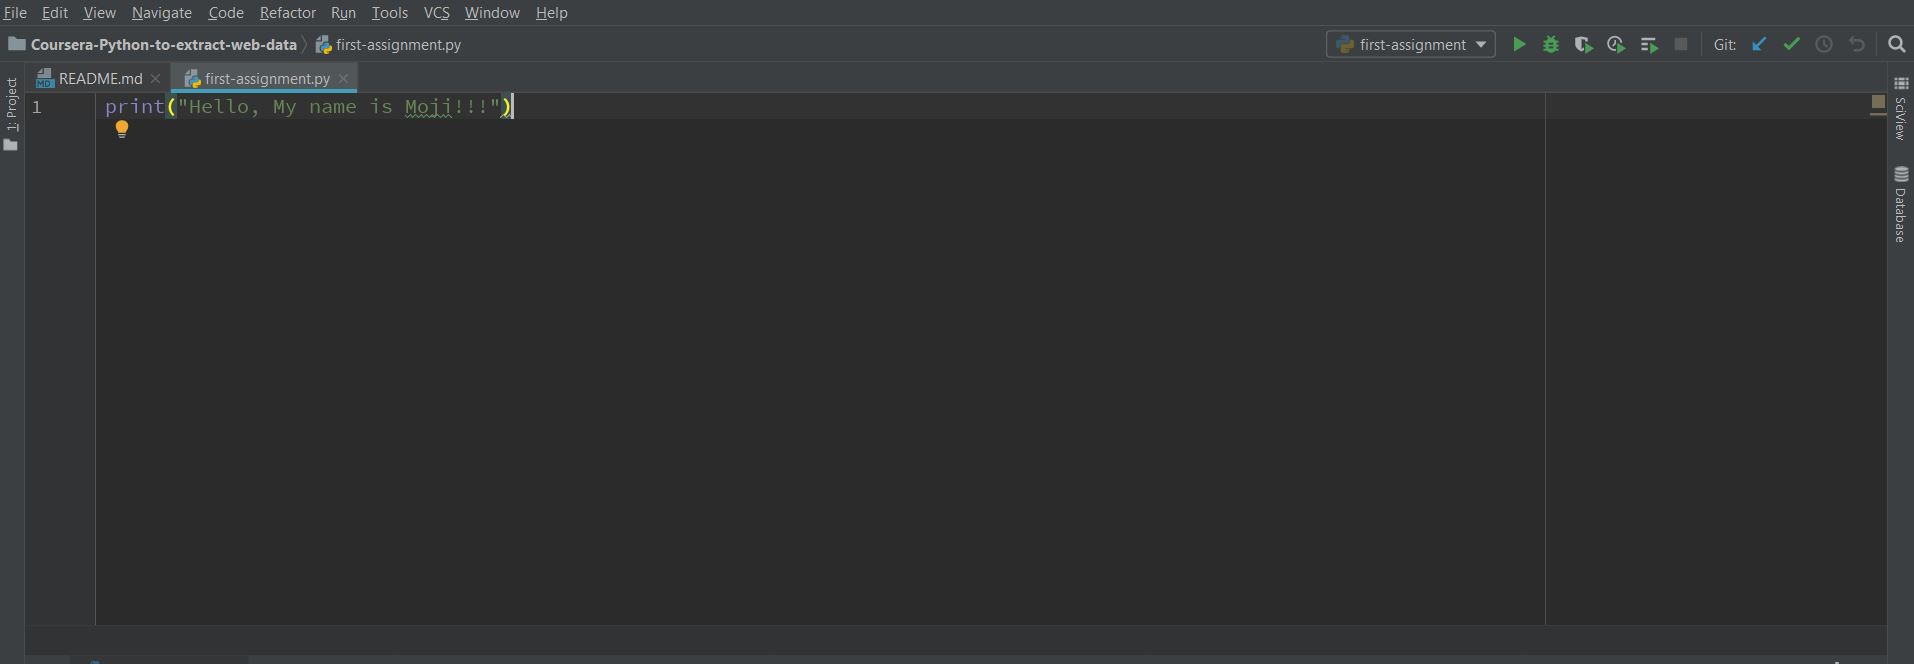 File Edit View Navigate Code Refactor Run Tools VCS Window Help
Coursera-Python-to-extract-web-data first-assignment.py first-assignment Git:
README.md first-assignment.py
1 print("Hello, My name is Moji!!!")
1: Project
SciView
Database